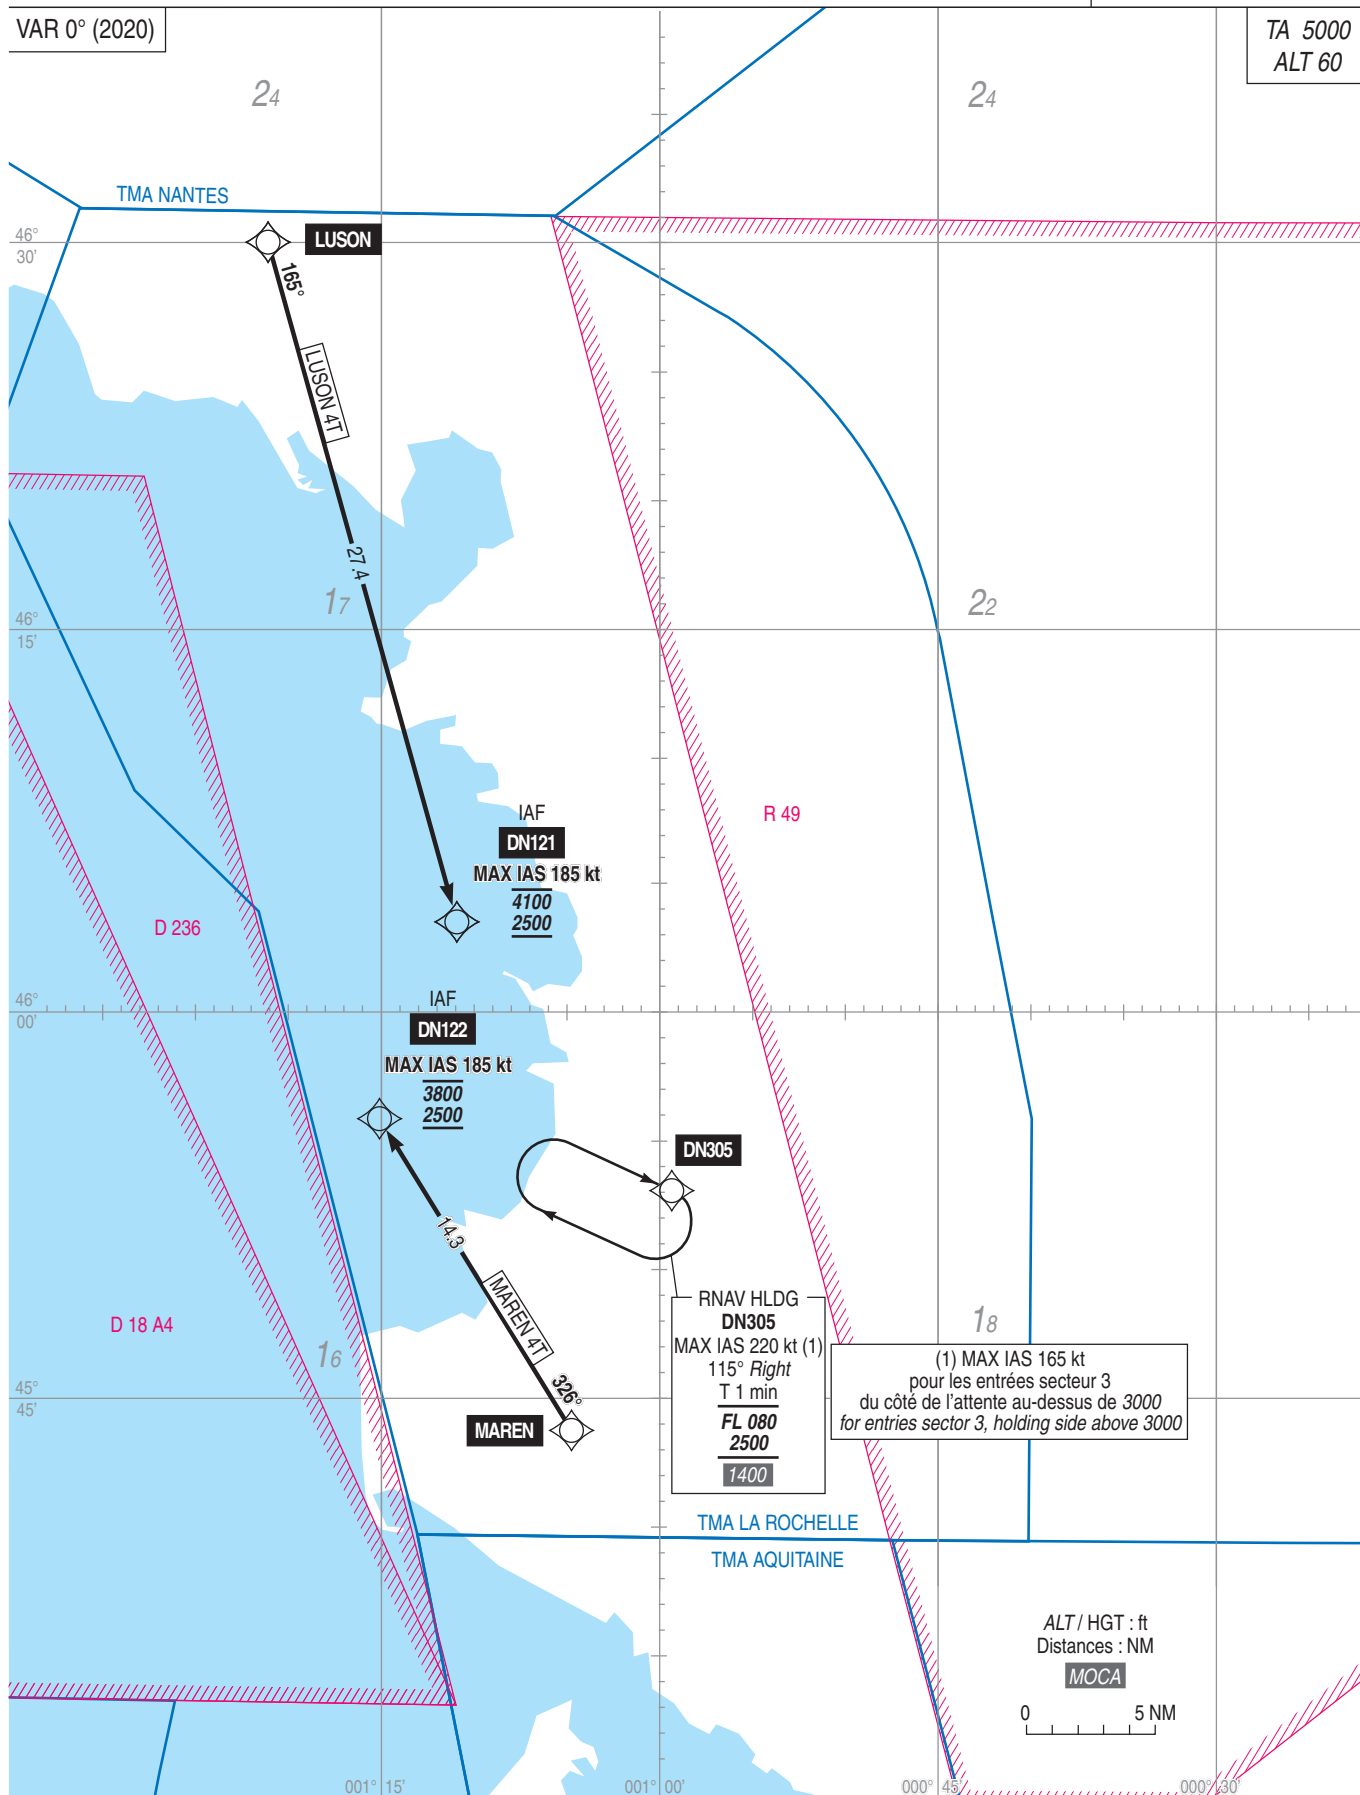 VAR 0° (2020)
TA 5000
ALT 60
24
24
TMA NANTES
46°
30'
LUSON
165°
LUSON 4T
27.4
17
22
46°
15'
IAF
DN121
MAX IAS 185 kt
4100
2500
R 49
D 236
46°
00'
IAF
DN122
MAX IAS 185 kt
3800
2500
DN305
14.3
MAREN 4T
326°
MAREN
D 18 A4
16
18
RNAV HLDG
DN305
MAX IAS 220 kt (1)
115° Right
T 1 min
FL 080
2500
1400
(1) MAX IAS 165 kt
pour les entrées secteur 3
du côté de l'attente au-dessus de 3000
for entries sector 3, holding side above 3000
45'
TMA LA ROCHELLE
TMA AQUITAINE
ALT / HGT : ft
Distances : NM
MOCA
0 5 NM
001° 15'
001° 00'
000° 45'
000° 30'